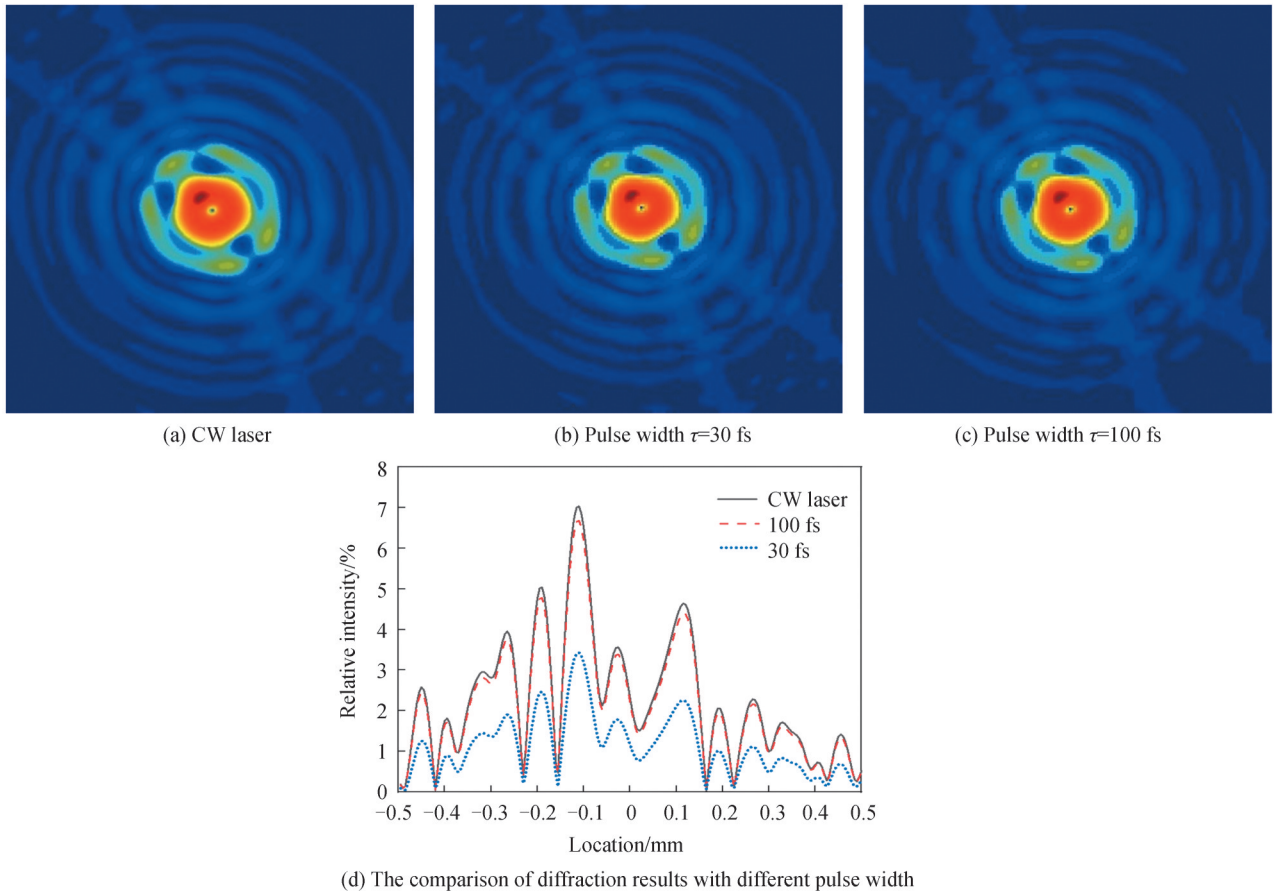 (a) CW laser
(b) Pulse width τ=30 fs
(c) Pulse width τ=100 fs
8
7
6
5
4
3
2
1
0
Relative intensity/%
CW laser
100 fs
30 fs
−0.5 −0.4 −0.3 −0.2 −0.1 0 0.1 0.2 0.3 0.4 0.5
Location/mm
(d) The comparison of diffraction results with different pulse width